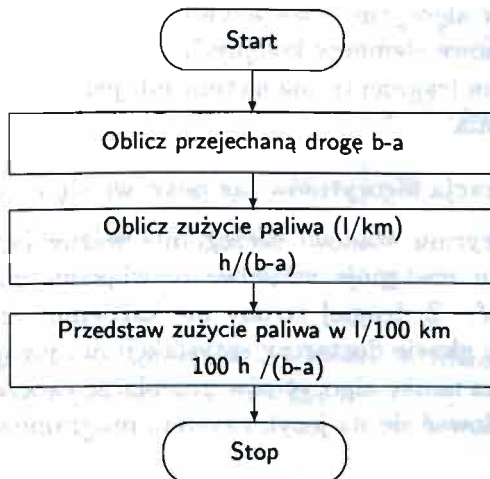 Start
Oblicz przejechaną drogę b-a
Oblicz zużycie paliwa (l/km)
h/(b-a)
Przedstaw zużycie paliwa w l/100 km
100 h /(b-a)
Stop